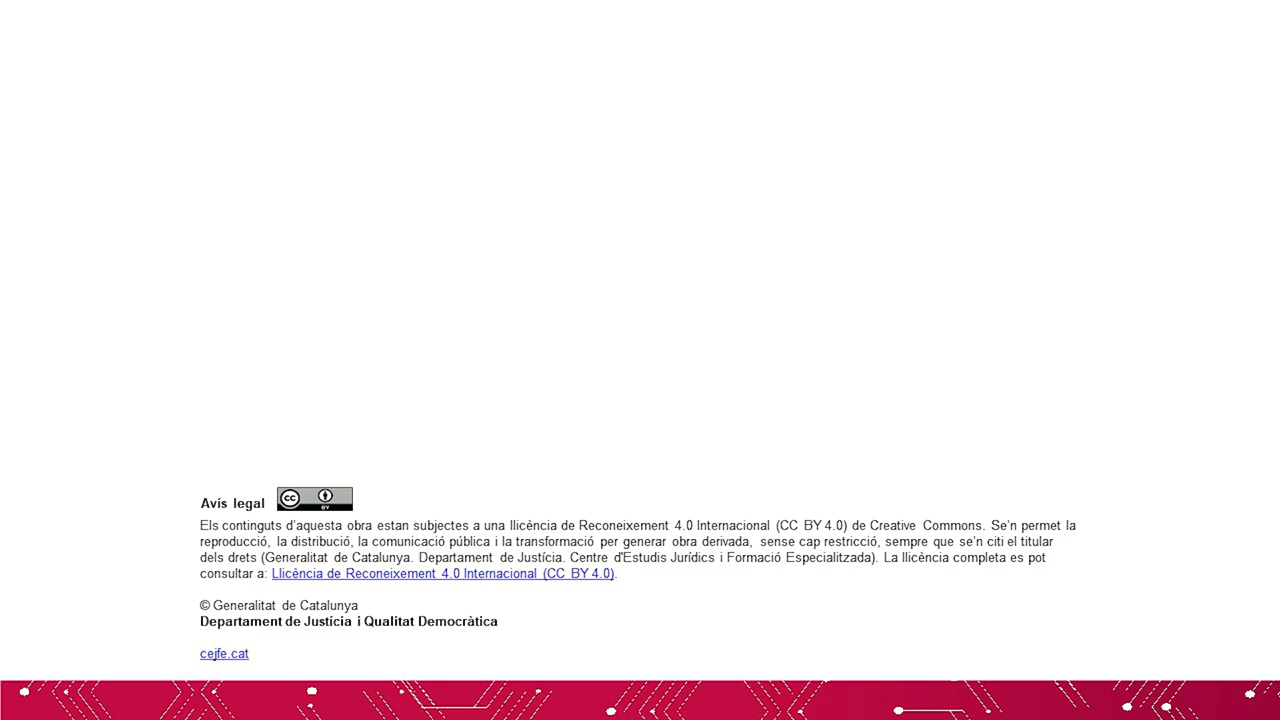 Avís legal
cc
BY
Els continguts d’aquesta obra estan subjectes a una llicència de Reconeixement 4.0 Internacional (CC BY 4.0) de Creative Commons. Se’n permet la
reproducció, la distribució, la comunicació pública i la transformació per generar obra derivada, sense cap restricció, sempre que se’n citi el titular
dels drets (Generalitat de Catalunya. Departament de Justícia. Centre d'Estudis Jurídics i Formació Especialitzada). La llicència completa es pot
consultar a: Llicència de Reconeixement 4.0 Internacional (CC BY 4.0).
© Generalitat de Catalunya
Departament de Justícia i Qualitat Democràtica
cejfe.cat